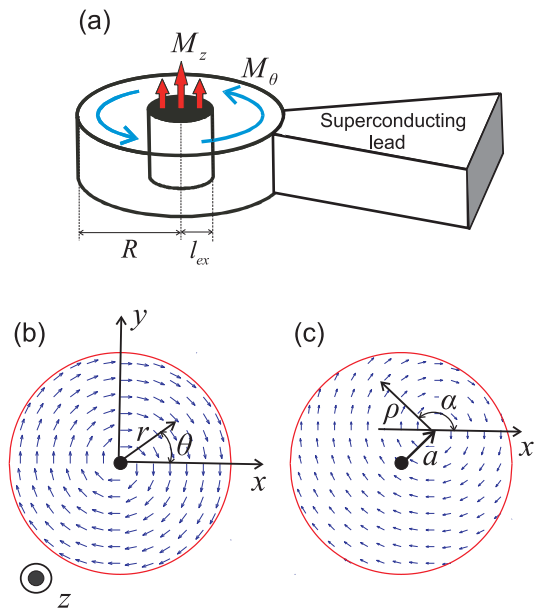 (a)
M_z
M_θ
Superconducting
lead
R
l_ex
(b)
y
r
θ
x
z
(c)
ρ
α
a
x